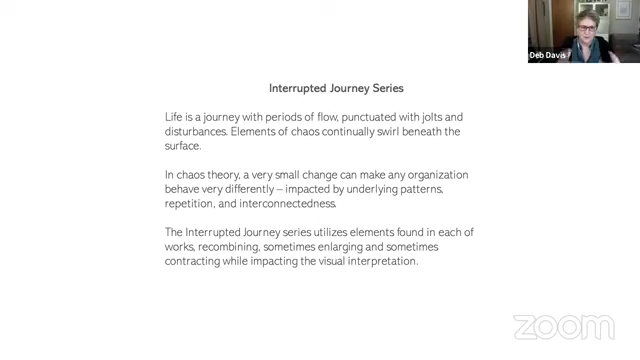 Deb Davis
Interrupted Journey Series
Life is a journey with periods of flow, punctuated with jolts and
disturbances. Elements of chaos continually swirl beneath the
surface.
In chaos theory, a very small change can make any organization
behave very differently – impacted by underlying patterns,
repetition, and interconnectedness.
The Interrupted Journey series utilizes elements found in each of
works, recombining, sometimes enlarging and sometimes
contracting while impacting the visual interpretation.
zoom